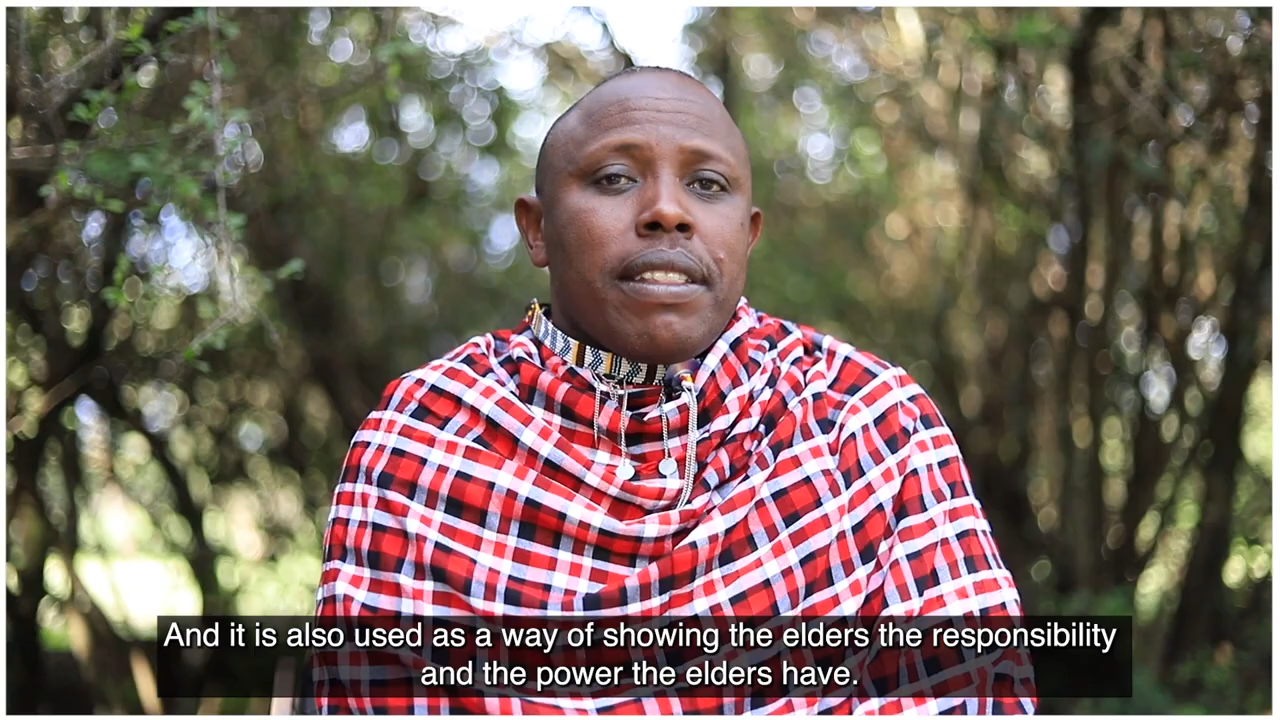 And it is also used as a way of showing the elders the responsibility
and the power the elders have.